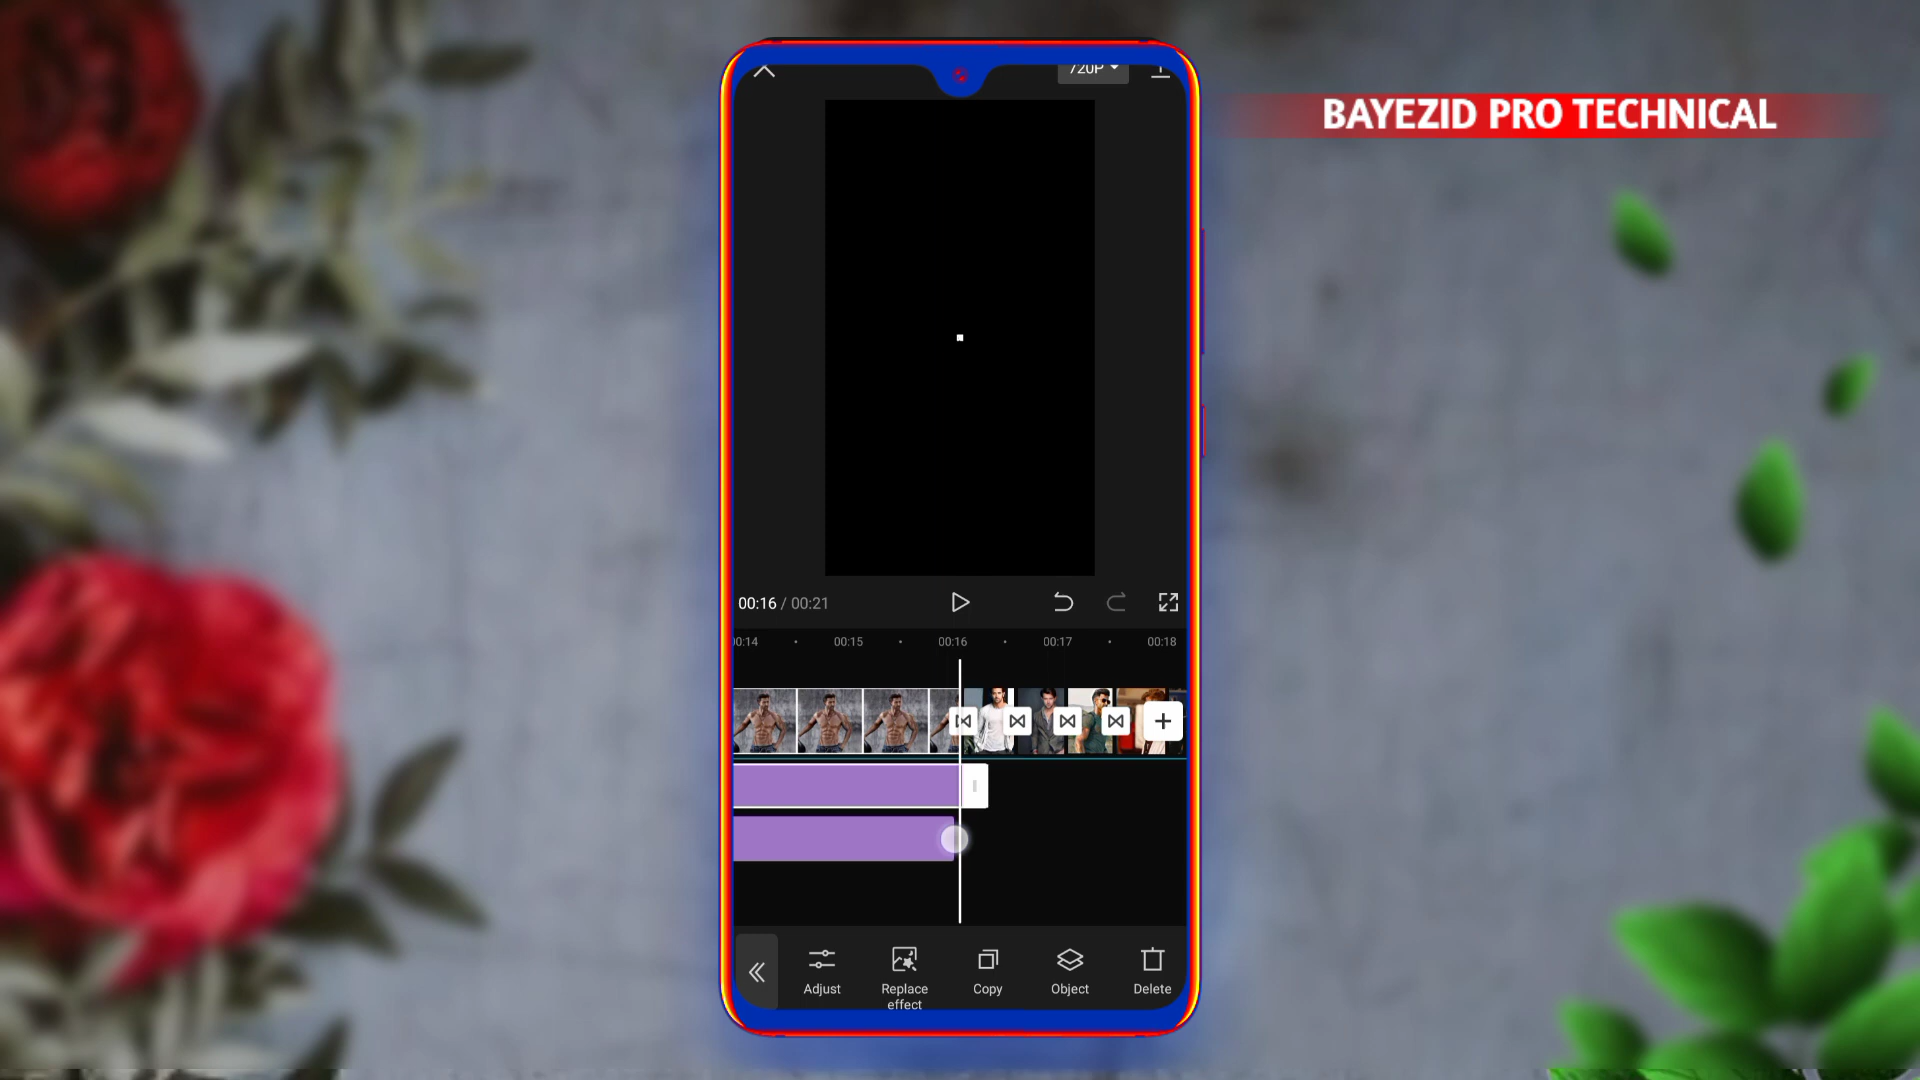 720P
BAYEZID PRO TECHNICAL
00:16 / 00:21
00:14 00:15 00:16 00:17 00:18
Adjust
Replace effect
Copy
Object
Delete